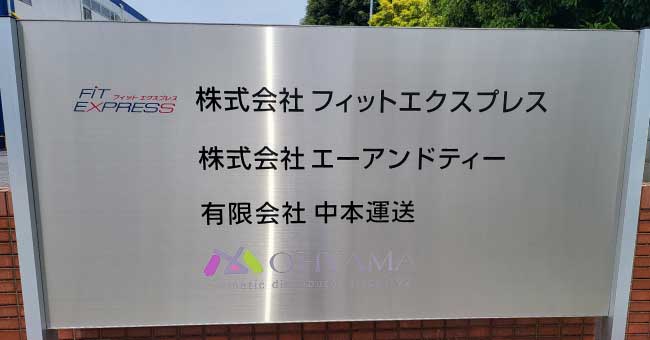 FiT フィット エクスプレス
EXPRESS
株式会社 フィットエクスプレス
株式会社 エーアンドティー
有限会社 中本運送